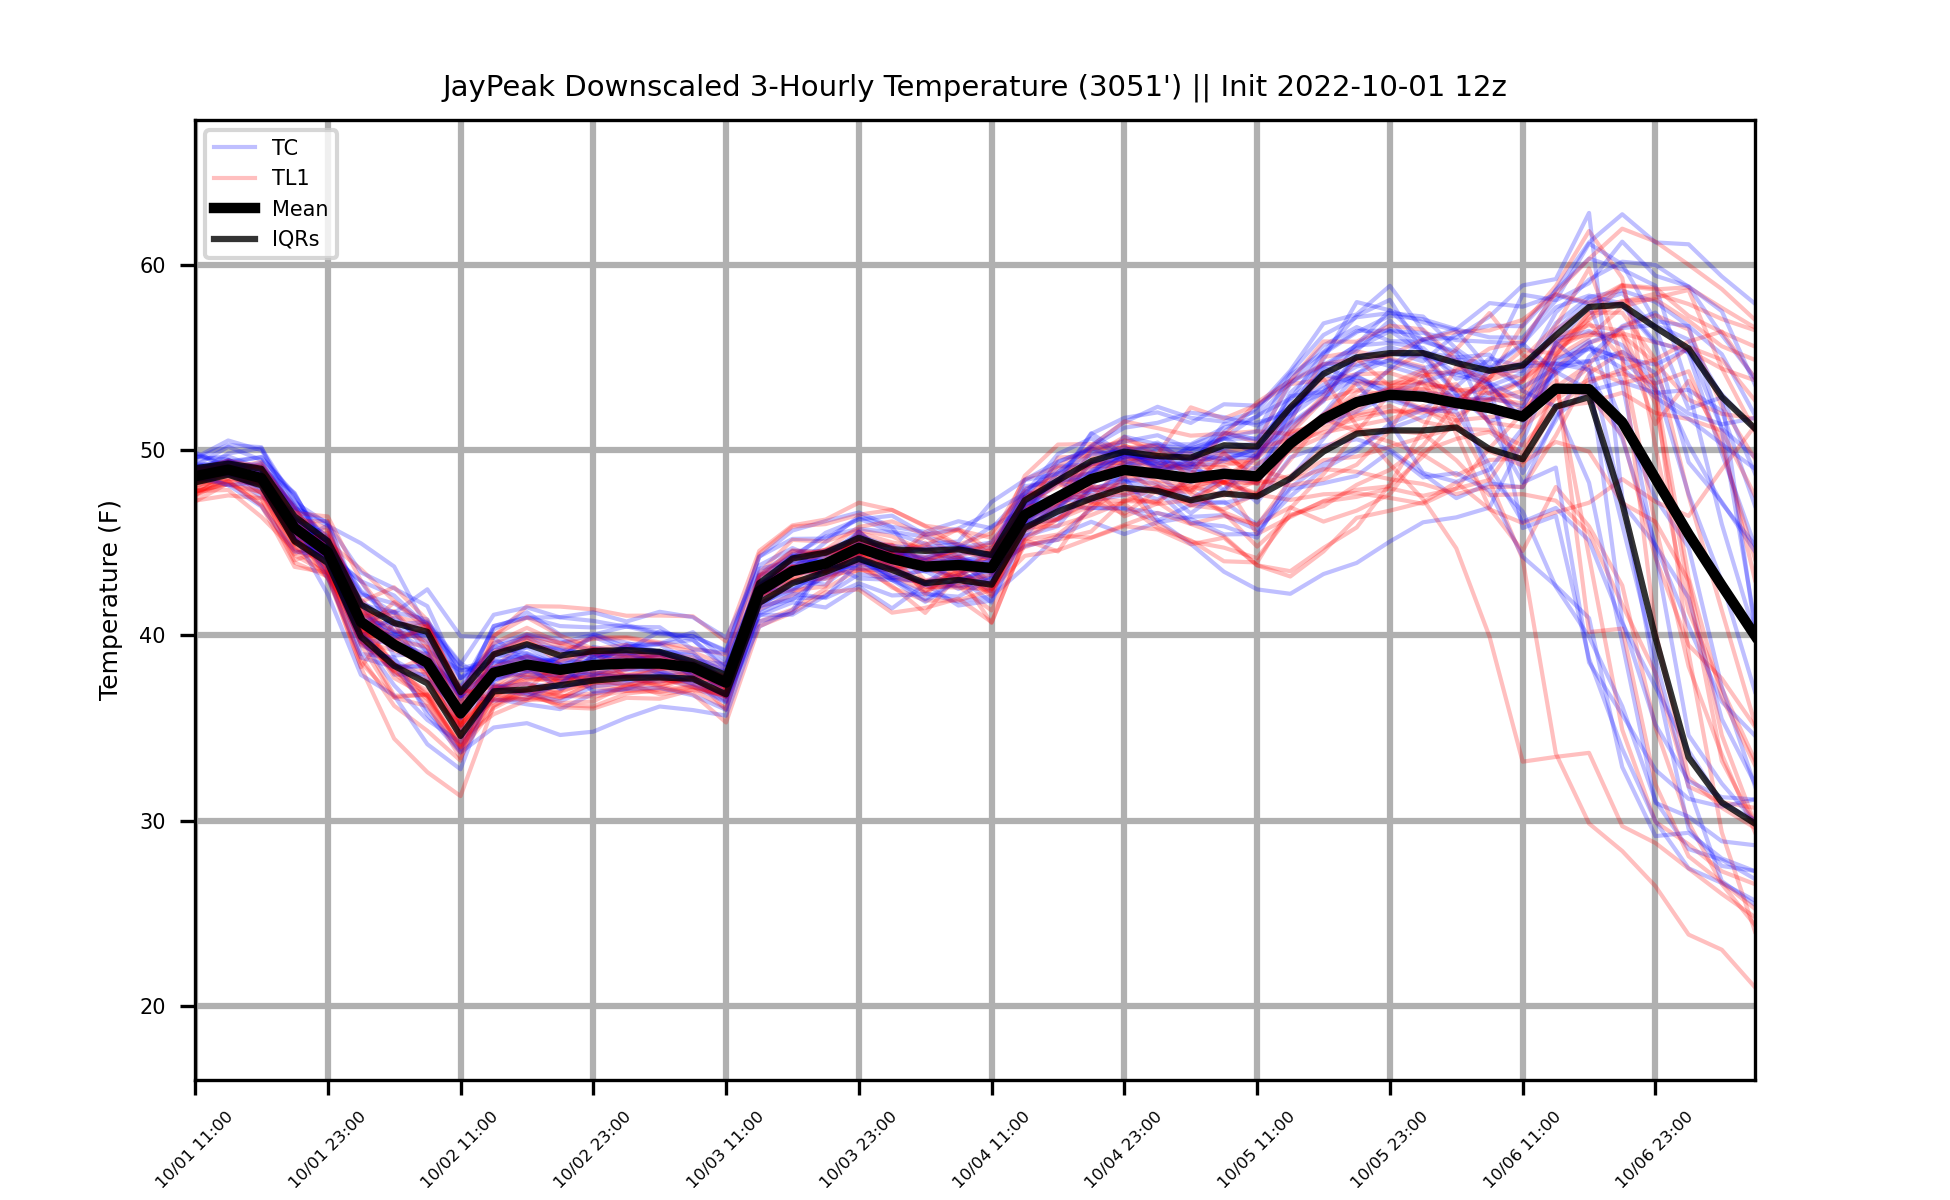 JayPeak Downscaled 3-Hourly Temperature (3051') || Init 2022-10-01 12z
TC
TL1
Mean
IQRs
Temperature (F)
60
50
40
30
20
10/01 11:00
10/01 23:00
10/02 11:00
10/02 23:00
10/03 11:00
10/03 23:00
10/04 11:00
10/04 23:00
10/05 11:00
10/05 23:00
10/06 11:00
10/06 23:00